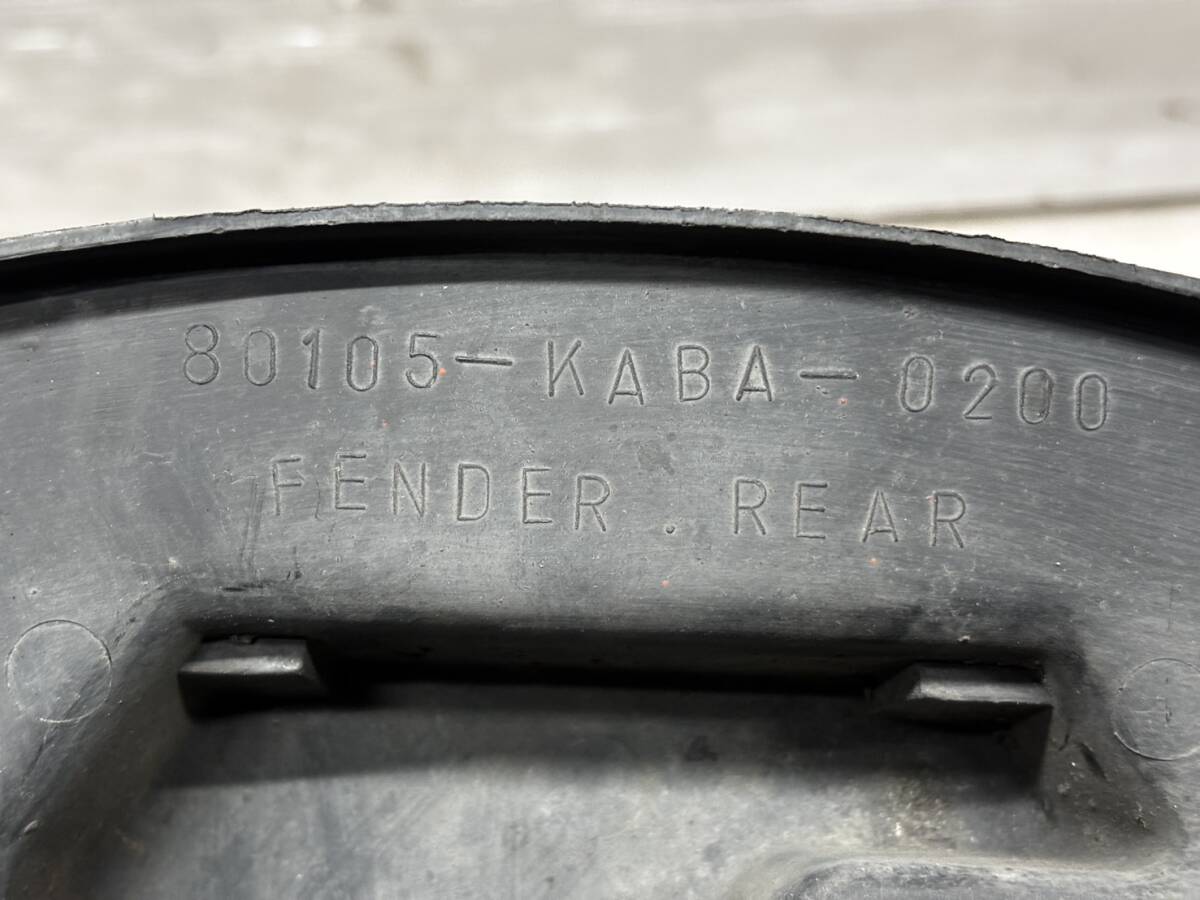 80105-KABA-0200
FENDER . REAR